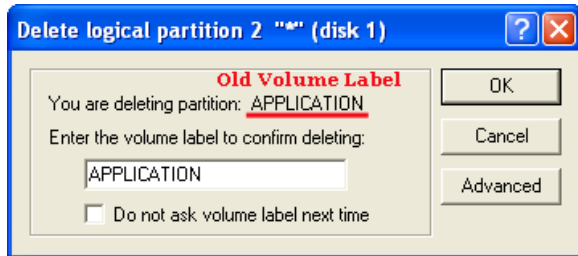 Delete logical partition 2 "*" (disk 1)
Old Volume Label
You are deleting partition: APPLICATION
Enter the volume label to confirm deleting:
APPLICATION
Do not ask volume label next time
OK
Cancel
Advanced